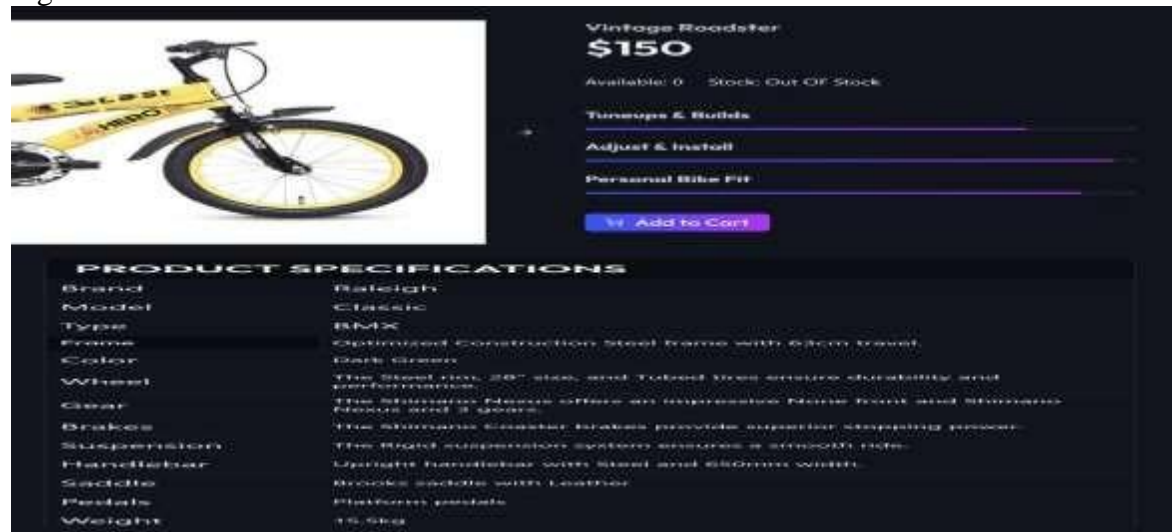 Vintage Roadster
$150
Available: 0 Stock: Out OF Stock
HERO
Tuneups & Builds
Adjust & Install
Personal Bike Fit
Add to Cart
PRODUCT SPECIFICATIONS
Brand Raleigh
Model Classic
Type BMX
Frame Optimized Construction Steel frame with 63cm travel.
Color Dark Green
Wheel The Steel rim, 28" size, and Tubed tires ensure durability and
performance.
Gear The Shimano Nexus offers an impressive None front and Shimano
Nexus and 3 gears.
Brakes The Shimano Coaster brakes provide superior stopping power.
Suspension The Rigid suspension system ensures a smooth ride.
Handlebar Upright handlebar with Steel and 650mm width.
Saddle Brooks saddle with Leather
Pedals Platform pedals
Weight 15.5kg